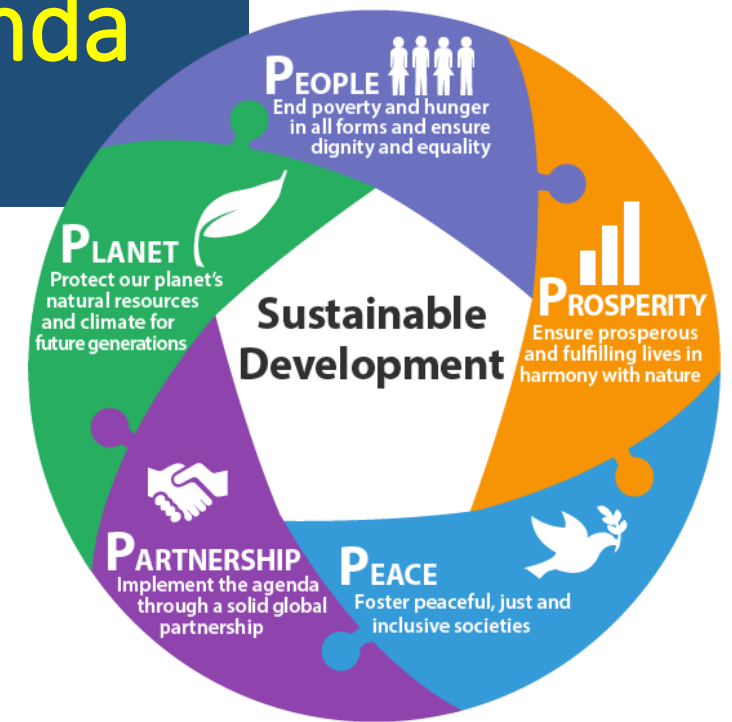 nda
PEOPLE
End poverty and hunger
in all forms and ensure
dignity and equality
PLANET
Protect our planet's
natural resources
and climate for
future generations
PROSPERITY
Ensure prosperous
and fulfilling lives in
harmony with nature
Sustainable
Development
PARTNERSHIP
Implement the agenda
through a solid global
partnership
PEACE
Foster peaceful, just and
inclusive societies